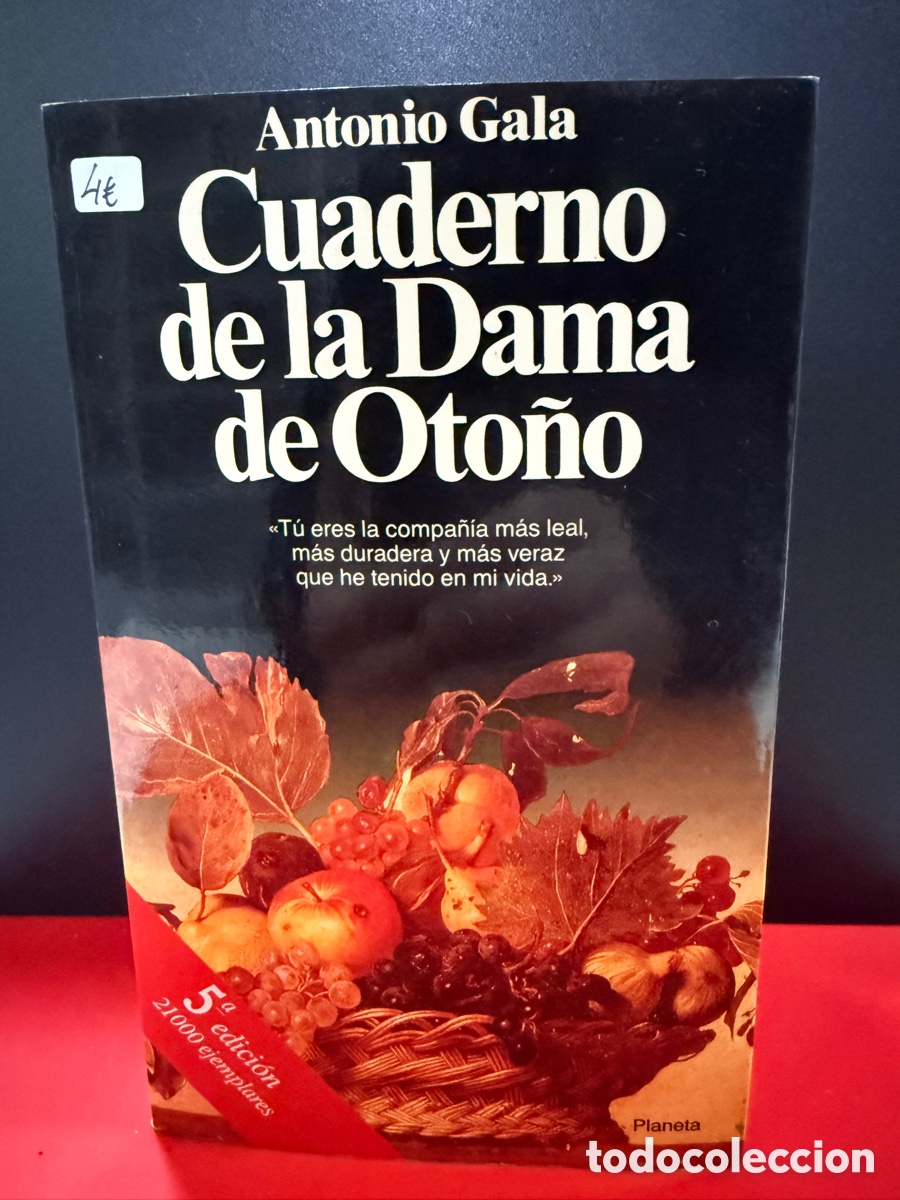 Antonio Gala
4€
Cuaderno
de la Dama
de Otoño
«Tú eres la compañía más leal,
más duradera y más veraz
que he tenido en mi vida.»
5ª edición
21000 ejemplares
Planeta
todocoleccion